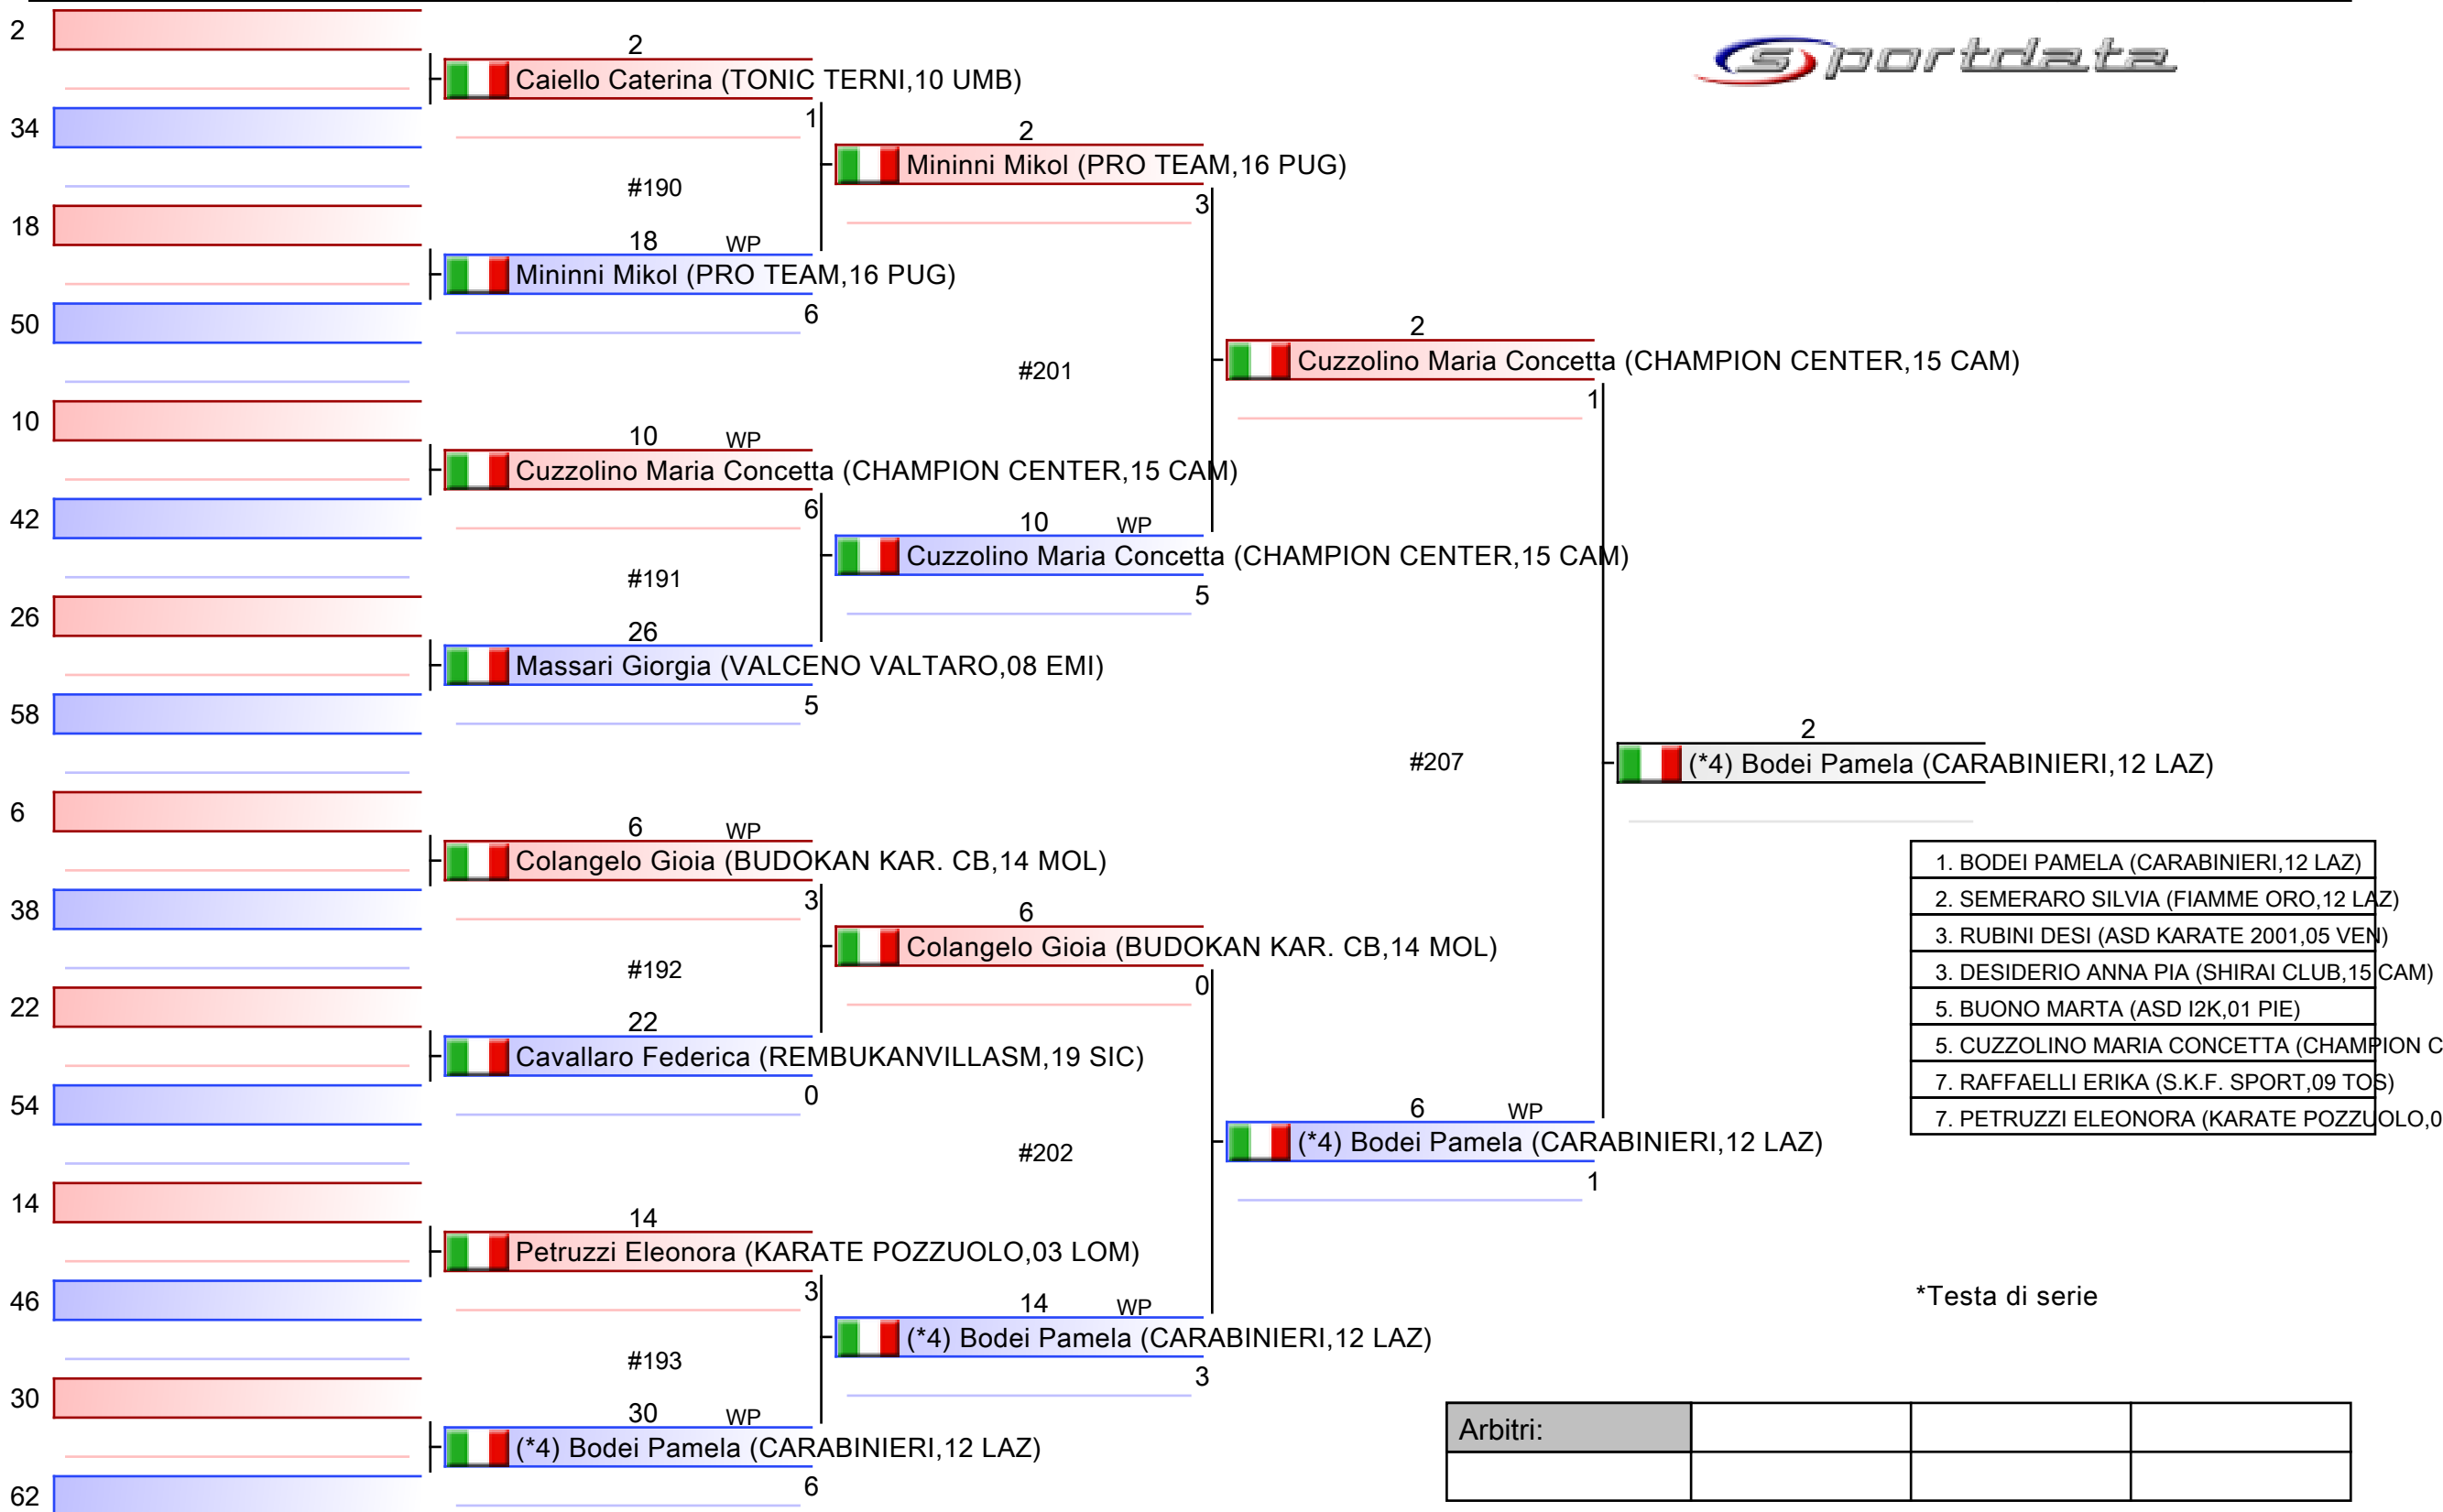 sportdata
2
34
18
50
10
42
26
58
6
38
22
54
14
46
30
62
2
Caiello Caterina (TONIC TERNI,10 UMB)
1
#190
18 WP
Mininni Mikol (PRO TEAM,16 PUG)
6
10 WP
Cuzzolino Maria Concetta (CHAMPION CENTER,15 CAM)
6
#191
26
Massari Giorgia (VALCENO VALTARO,08 EMI)
5
6 WP
Colangelo Gioia (BUDOKAN KAR. CB,14 MOL)
3
#192
22
Cavallaro Federica (REMBUKANVILLASM,19 SIC)
0
14
Petruzzi Eleonora (KARATE POZZUOLO,03 LOM)
3
#193
30 WP
(*4) Bodei Pamela (CARABINIERI,12 LAZ)
6
2
Mininni Mikol (PRO TEAM,16 PUG)
3
#201
10 WP
Cuzzolino Maria Concetta (CHAMPION CENTER,15 CAM)
5
6
Colangelo Gioia (BUDOKAN KAR. CB,14 MOL)
0
#202
14 WP
(*4) Bodei Pamela (CARABINIERI,12 LAZ)
3
2
Cuzzolino Maria Concetta (CHAMPION CENTER,15 CAM)
1
#207
6 WP
(*4) Bodei Pamela (CARABINIERI,12 LAZ)
1
2
(*4) Bodei Pamela (CARABINIERI,12 LAZ)
1. BODEI PAMELA (CARABINIERI,12 LAZ)
2. SEMERARO SILVIA (FIAMME ORO,12 LAZ)
3. RUBINI DESI (ASD KARATE 2001,05 VEN)
3. DESIDERIO ANNA PIA (SHIRAI CLUB,15 CAM)
5. BUONO MARTA (ASD I2K,01 PIE)
5. CUZZOLINO MARIA CONCETTA (CHAMPION C
7. RAFFAELLI ERIKA (S.K.F. SPORT,09 TOS)
7. PETRUZZI ELEONORA (KARATE POZZUOLO,0
*Testa di serie
Arbitri: